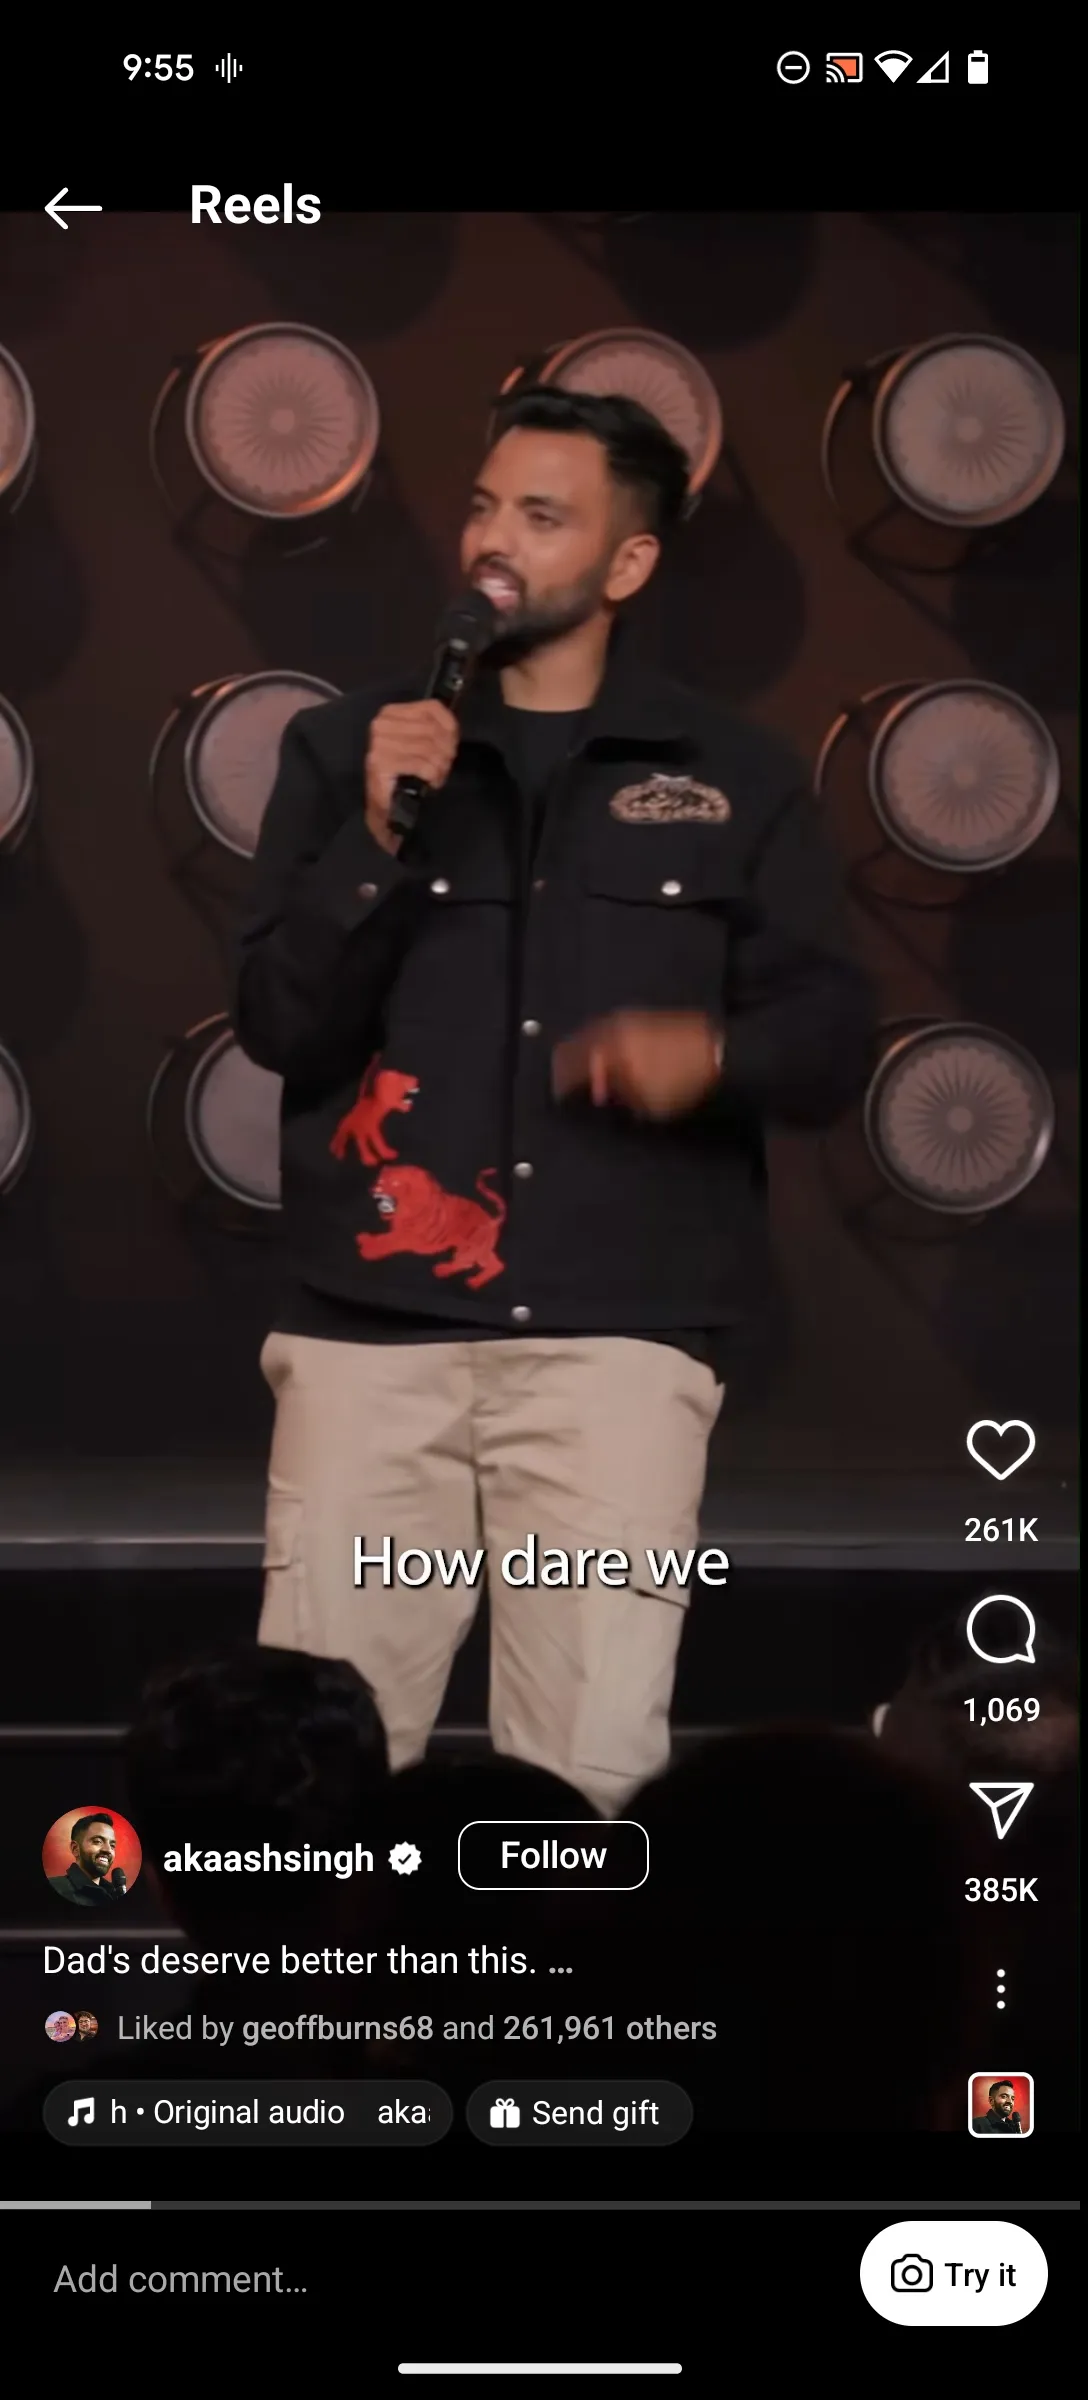 9:55
Reels
How dare we
261K
1,069
385K
akaashsingh
Follow
Dad's deserve better than this. ...
Liked by geoffburns68 and 261,961 others
h • Original audio aka
Send gift
Add comment...
Try it